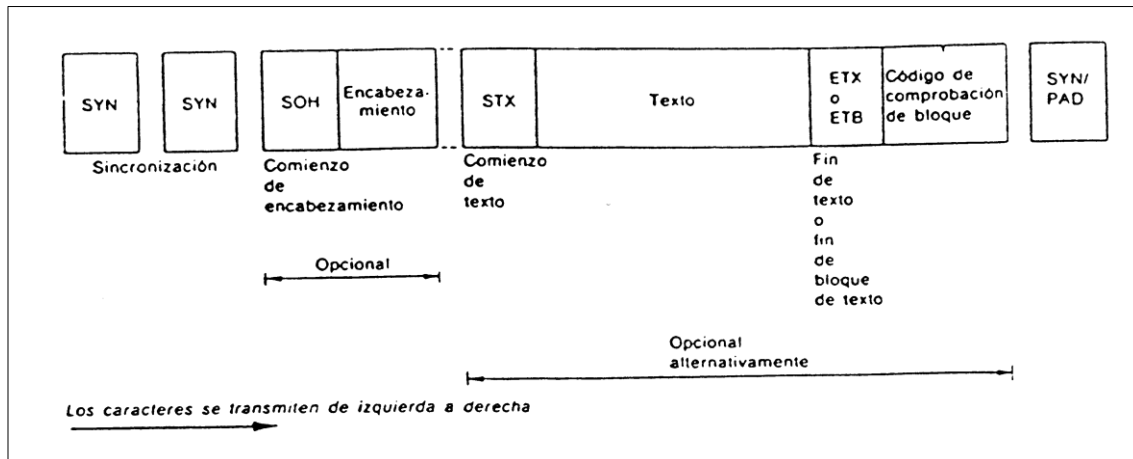 SYN
SYN
SOH
Encabeza-
miento
STX
Texto
ETX
o
ETB
Código de
comprobación
de bloque
SYN/
PAD
Sincronización
Comienzo
de
encabezamiento
Comienzo
de
texto
Fin
de
texto
o
fin
de
bloque
de texto
Opcional
Opcional
alternativamente
Los caracteres se transmiten de izquierda a derecha